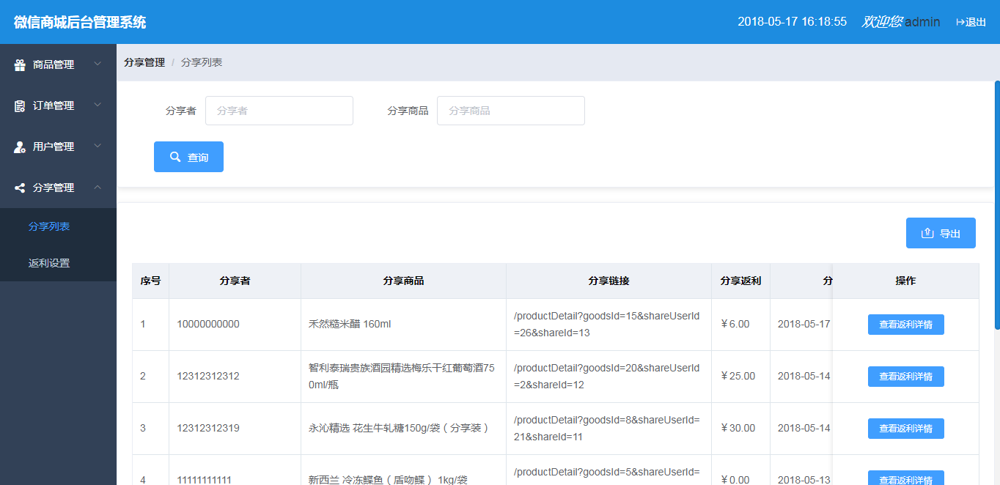 微信商城后台管理系统
2018-05-17 16:18:55 欢迎您 admin 退出
商品管理
订单管理
用户管理
分享管理
分享列表
返利设置
分享管理 / 分享列表
分享者 分享者 分享商品 分享商品
查询
导出
序号 分享者 分享商品 分享链接 分享返利 分 操作
1 10000000000 禾然糙米醋 160ml /productDetail?goodsId=15&shareUserId
=26&shareId=13
￥6.00 2018-05-17 查看返利详情
2 12312312312 智利泰瑞贵族酒园精选梅乐干红葡萄酒75
0ml/瓶
/productDetail?goodsId=20&shareUserId
=2&shareId=12
￥25.00 2018-05-14 查看返利详情
3 12312312319 永沁精选 花生牛轧糖150g/袋（分享装） /productDetail?goodsId=8&shareUserId=
21&shareId=11
￥30.00 2018-05-14 查看返利详情
4 11111111111 新西兰 冷冻鲽鱼（盾吻鲽） 1kg/袋 /productDetail?goodsId=5&shareUserId=
￥0.00 2018-05-13 查看返利详情